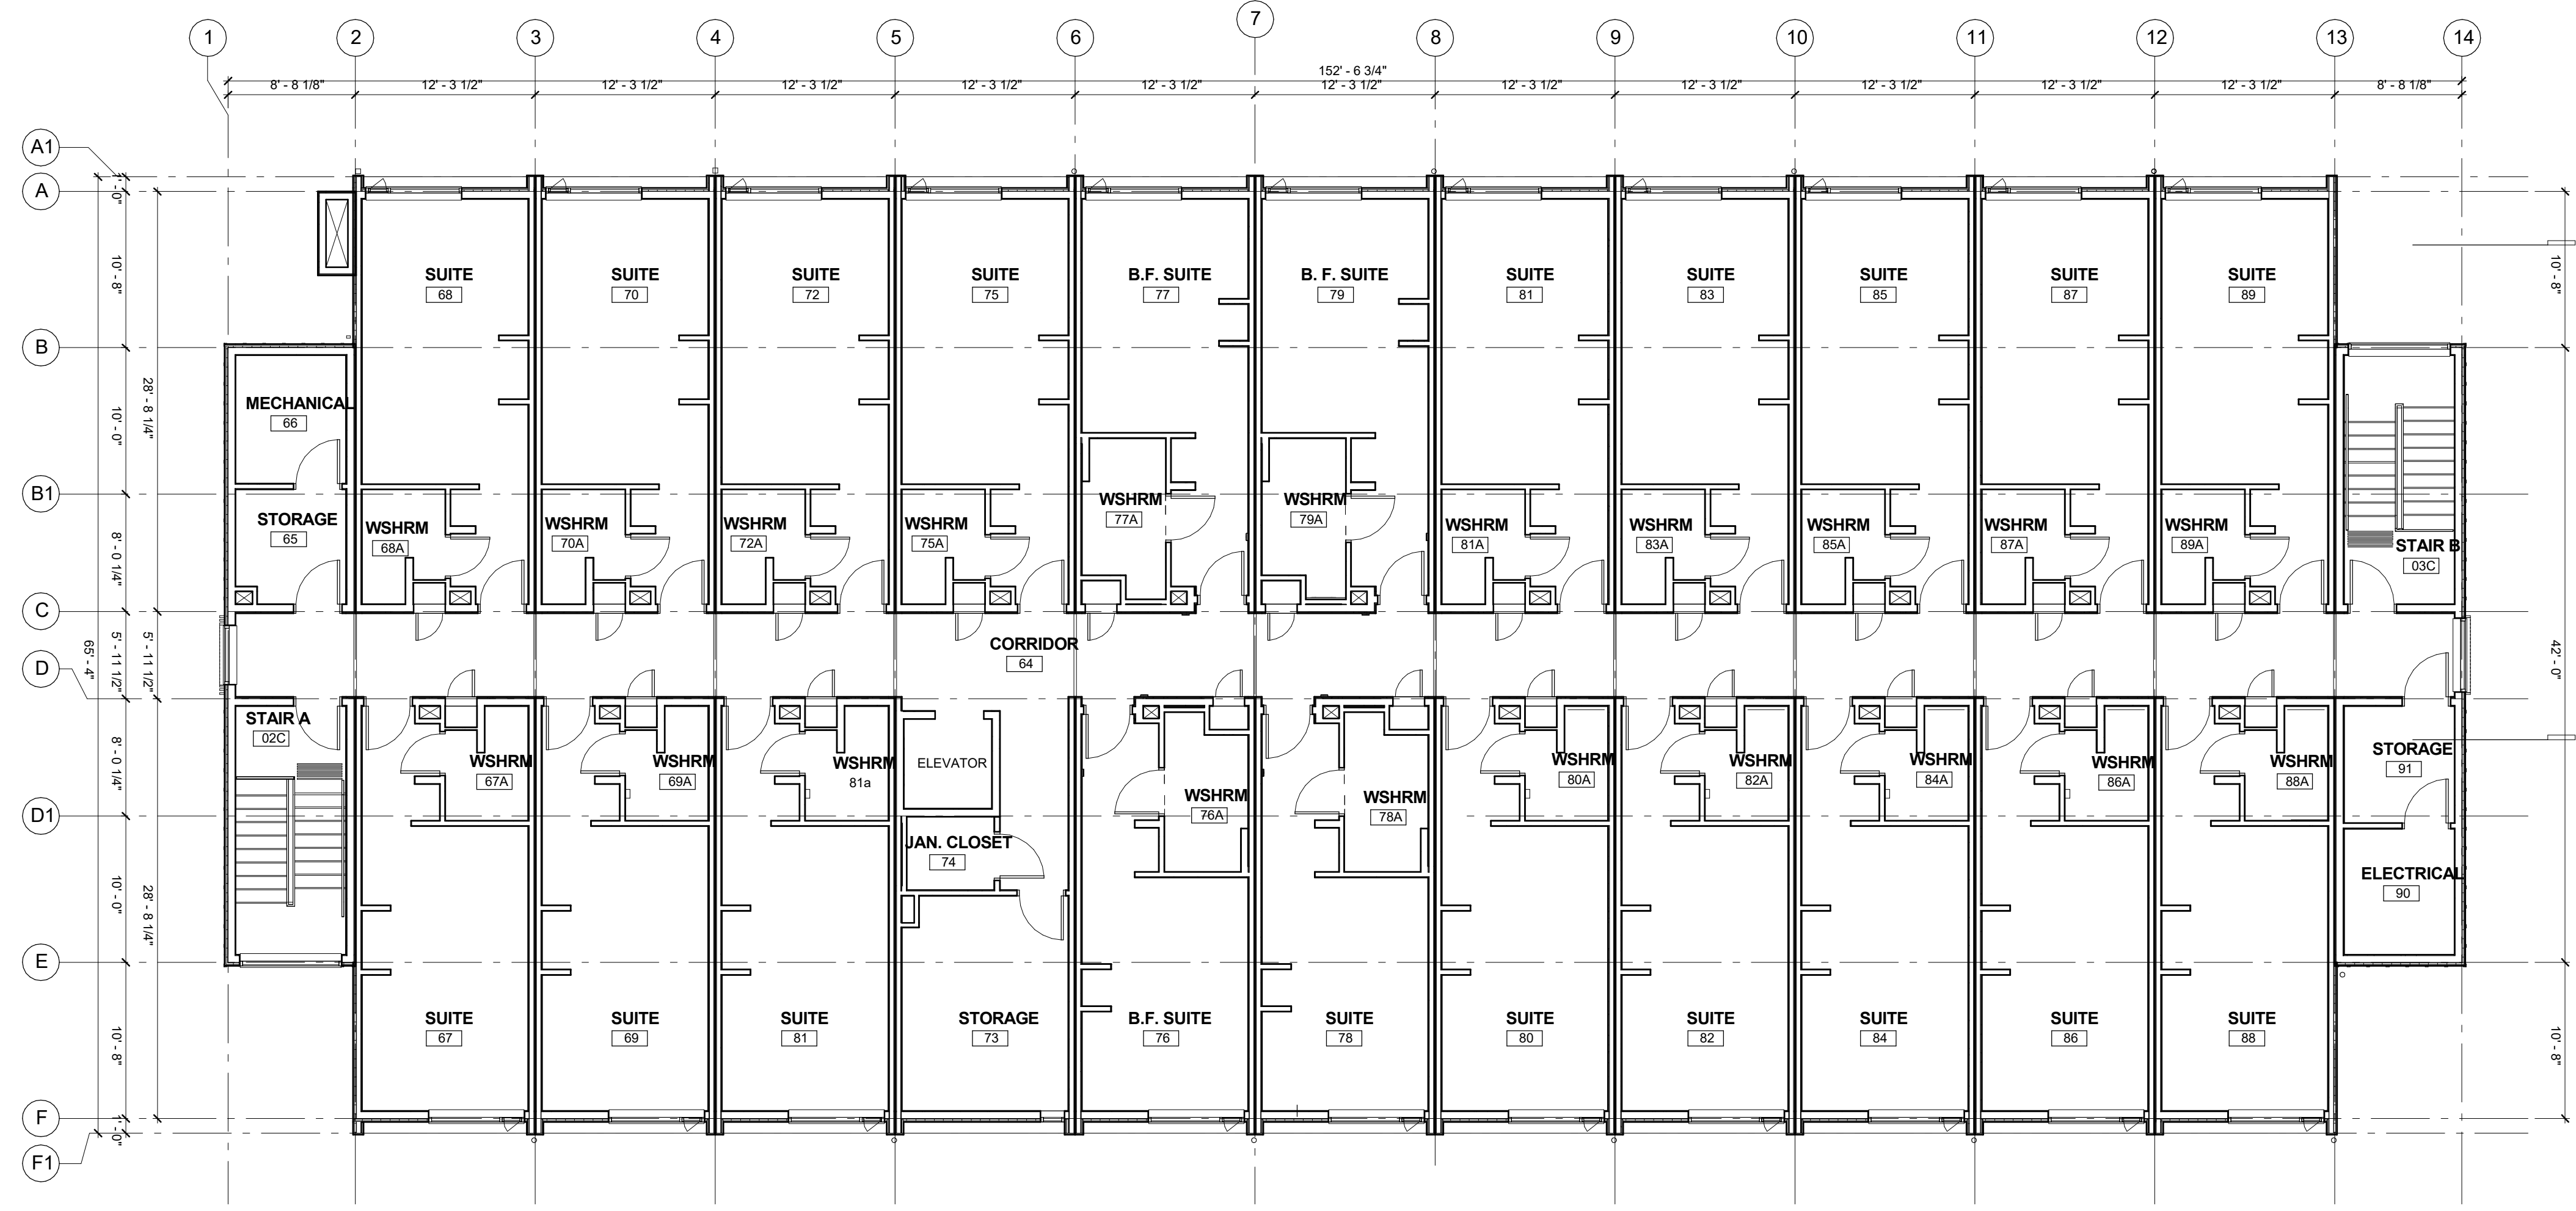 1 2 3 4 5 6 7 8 9 10 11 12 13 14
152' - 6 3/4"
8' - 8 1/8" 12' - 3 1/2" 12' - 3 1/2" 12' - 3 1/2" 12' - 3 1/2" 12' - 3 1/2" 12' - 3 1/2" 12' - 3 1/2" 12' - 3 1/2" 12' - 3 1/2" 12' - 3 1/2" 12' - 3 1/2" 8' - 8 1/8"
A1
A
1'-0"
10' - 8"
10' - 8"
SUITE SUITE SUITE SUITE B.F. SUITE B. F. SUITE SUITE SUITE SUITE SUITE SUITE
68 70 72 75 77 79 81 83 85 87 89
B
28' - 8 1/4"
10' - 0"
MECHANICAL
66
B1
WSHRM WSHRM
77A 79A
STORAGE
65
WSHRM WSHRM WSHRM WSHRM WSHRM WSHRM WSHRM WSHRM WSHRM
68A 70A 72A 75A 81A 83A 85A 87A 89A
STAIR B
03C
8' - 0 1/4"
C
CORRIDOR
64
65' - 4"
5' - 11 1/2"
5' - 11 1/2"
42' - 0"
D
STAIR A
02C
8' - 0 1/4"
WSHRM WSHRM WSHRM ELEVATOR WSHRM WSHRM WSHRM WSHRM WSHRM
67A 69A 81a 80A 82A 84A 86A 88A
STORAGE
91
WSHRM WSHRM
76A 78A
D1
JAN. CLOSET
74
10' - 0"
28' - 8 1/4"
ELECTRICAL
90
E
SUITE SUITE SUITE STORAGE B.F. SUITE SUITE SUITE SUITE SUITE SUITE SUITE
67 69 81 73 76 78 80 82 84 86 88
10' - 8"
10' - 8"
F
1'-0"
F1